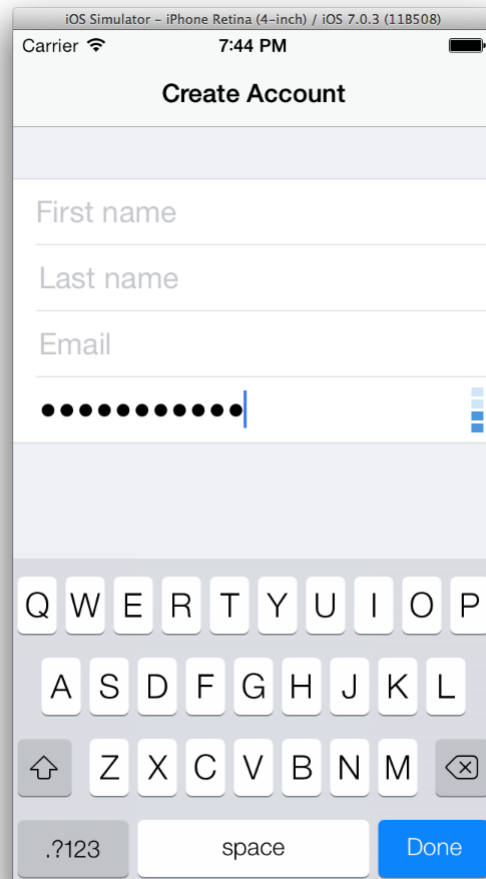 iOS Simulator – iPhone Retina (4-inch) / iOS 7.0.3 (11B508)
Carrier 7:44 PM
Create Account
First name
Last name
Email
●●●●●●●●●●●
Q W E R T Y U I O P
A S D F G H J K L
Z X C V B N M
.?123 space Done